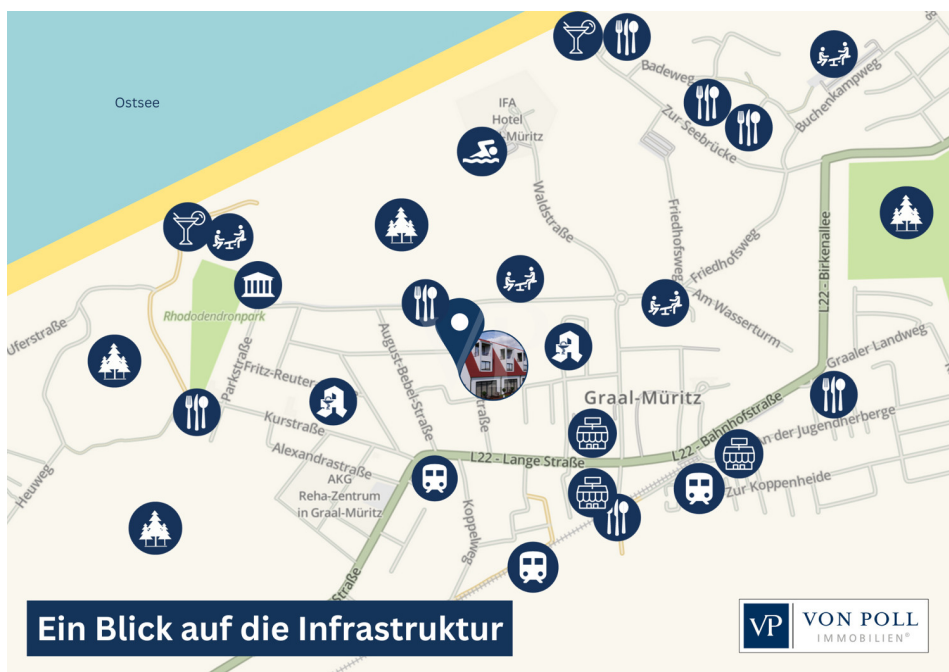 Ostsee
IFA
Hotel
-Müritz
Badeweg
Buchenkampweg
Zur-Seebrücke
Waldstraße
Friedhofsweg
Friedhofsweg
L22 - Birkenallee
Am Wasserturm
Rhododendronpark
uferstraße
Parkstraße
Fritz-Reuter
August-Bebel-Straße
straße
Graaler Landweg
Graal-Müritz
Kurstraße
L22 - Bahnhofstraße
an der Jugendherberge
Alexandrastraße
L22 - Lange Straße
AKG
Reha-Zentrum
in Graal-Müritz
Zur Koppenheide
Heuweg
Koppelweg
Straße
Ein Blick auf die Infrastruktur
VP
VON POLL
IMMOBILIEN®